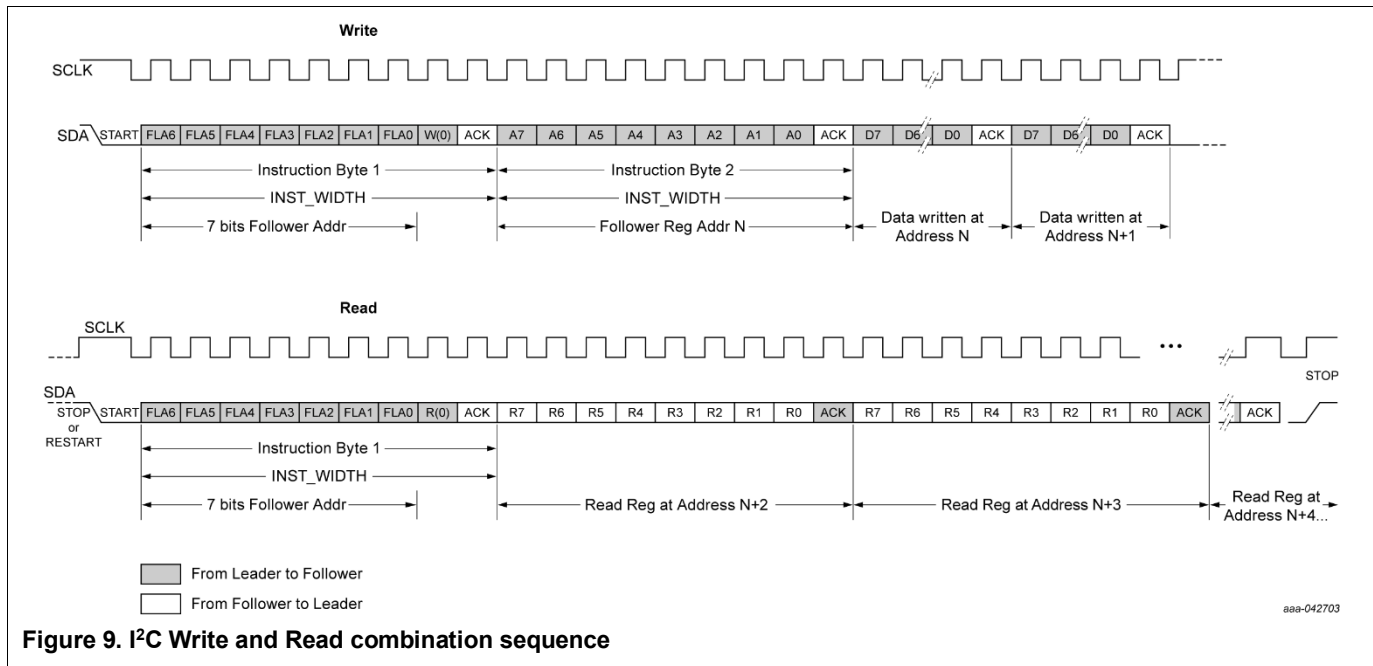 Write
SCLK
SDA START FLA6 FLA5 FLA4 FLA3 FLA2 FLA1 FLA0 W(0) ACK A7 A6 A5 A4 A3 A2 A1 A0 ACK D7 D6 D0 ACK D7 D6 D0 ACK
Instruction Byte 1 Instruction Byte 2
INST_WIDTH INST_WIDTH
7 bits Follower Addr Follower Reg Addr N Data written at Address N Data written at Address N+1
Read
SCLK
...
STOP
SDA
STOP or RESTART START FLA6 FLA5 FLA4 FLA3 FLA2 FLA1 FLA0 R(0) ACK R7 R6 R5 R4 R3 R2 R1 R0 ACK R7 R6 R5 R4 R3 R2 R1 R0 ACK ACK
Instruction Byte 1
INST_WIDTH
7 bits Follower Addr Read Reg at Address N+2 Read Reg at Address N+3 Read Reg at Address N+4...
From Leader to Follower
From Follower to Leader
aaa-042703
Figure 9. I²C Write and Read combination sequence